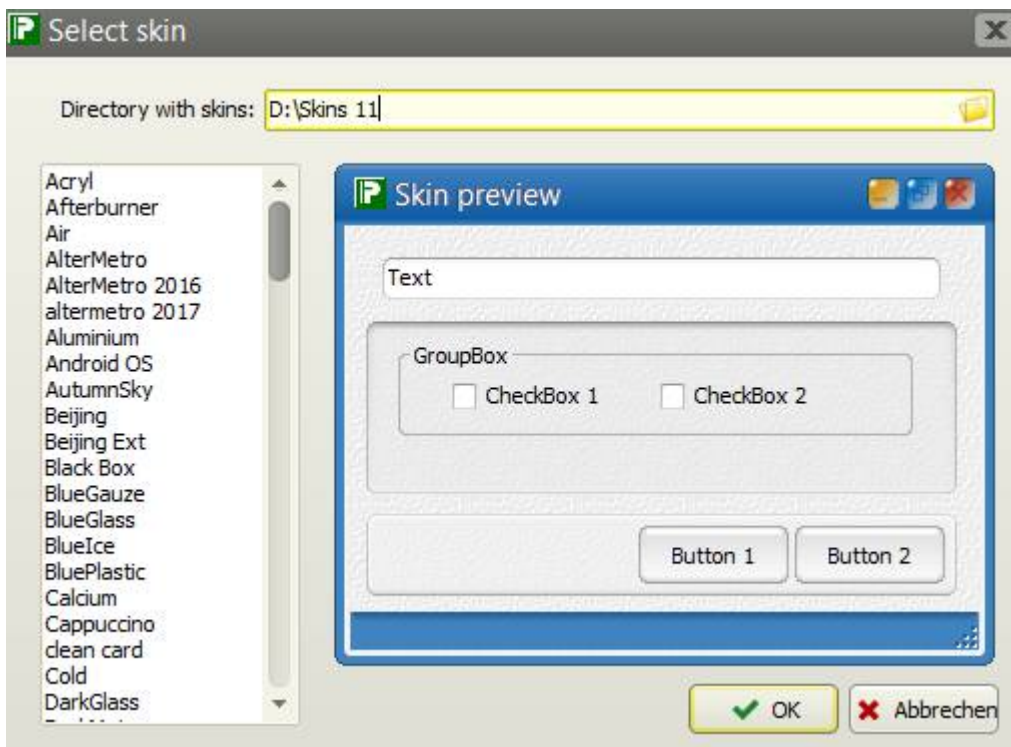 Select skin
Directory with skins: D:\Skins 11
Acryl
Afterburner
Air
AlterMetro
AlterMetro 2016
altermetro 2017
Aluminium
Android OS
AutumnSky
Beijing
Beijing Ext
Black Box
BlueGauze
BlueGlass
BlueIce
BluePlastic
Calcium
Cappuccino
clean card
Cold
DarkGlass
Skin preview
Text
GroupBox
CheckBox 1 CheckBox 2
Button 1 Button 2
OK Abbrechen